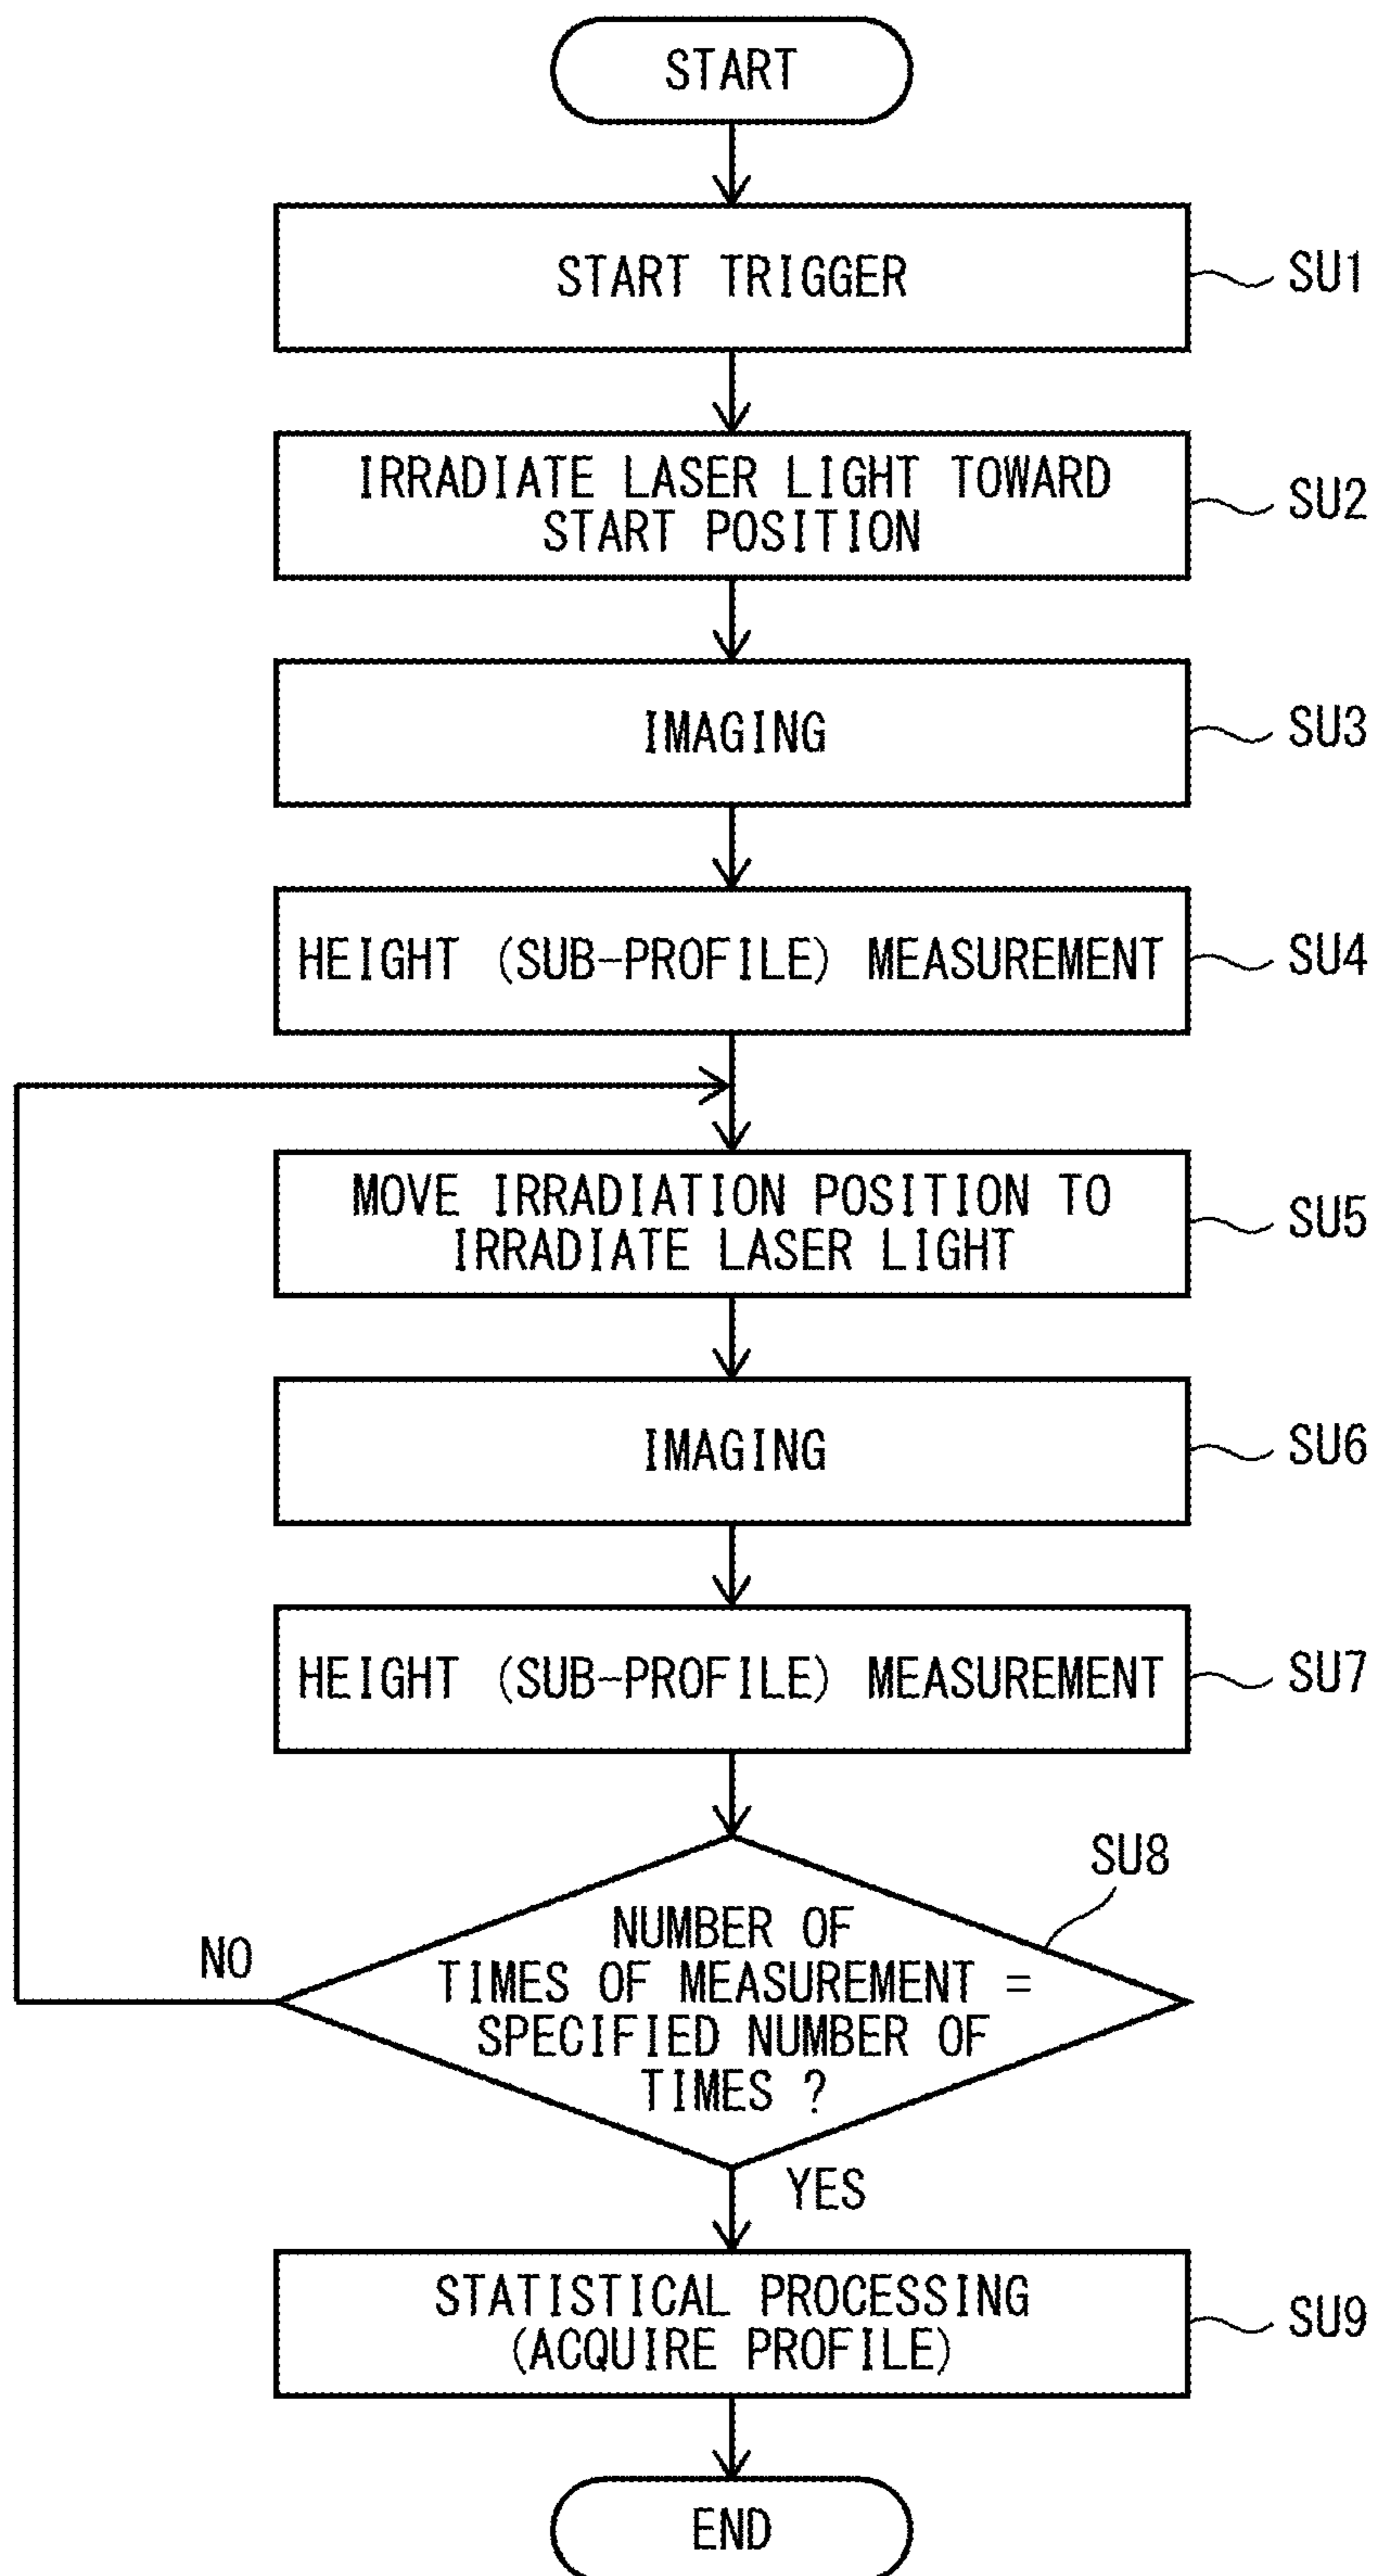 START
START TRIGGER
SU1
IRRADIATE LASER LIGHT TOWARD
START POSITION
SU2
IMAGING
SU3
HEIGHT (SUB-PROFILE) MEASUREMENT
SU4
MOVE IRRADIATION POSITION TO
IRRADIATE LASER LIGHT
SU5
IMAGING
SU6
HEIGHT (SUB-PROFILE) MEASUREMENT
SU7
SU8
NUMBER OF
TIMES OF MEASUREMENT =
SPECIFIED NUMBER OF
TIMES ?
NO
YES
STATISTICAL PROCESSING
(ACQUIRE PROFILE)
SU9
END